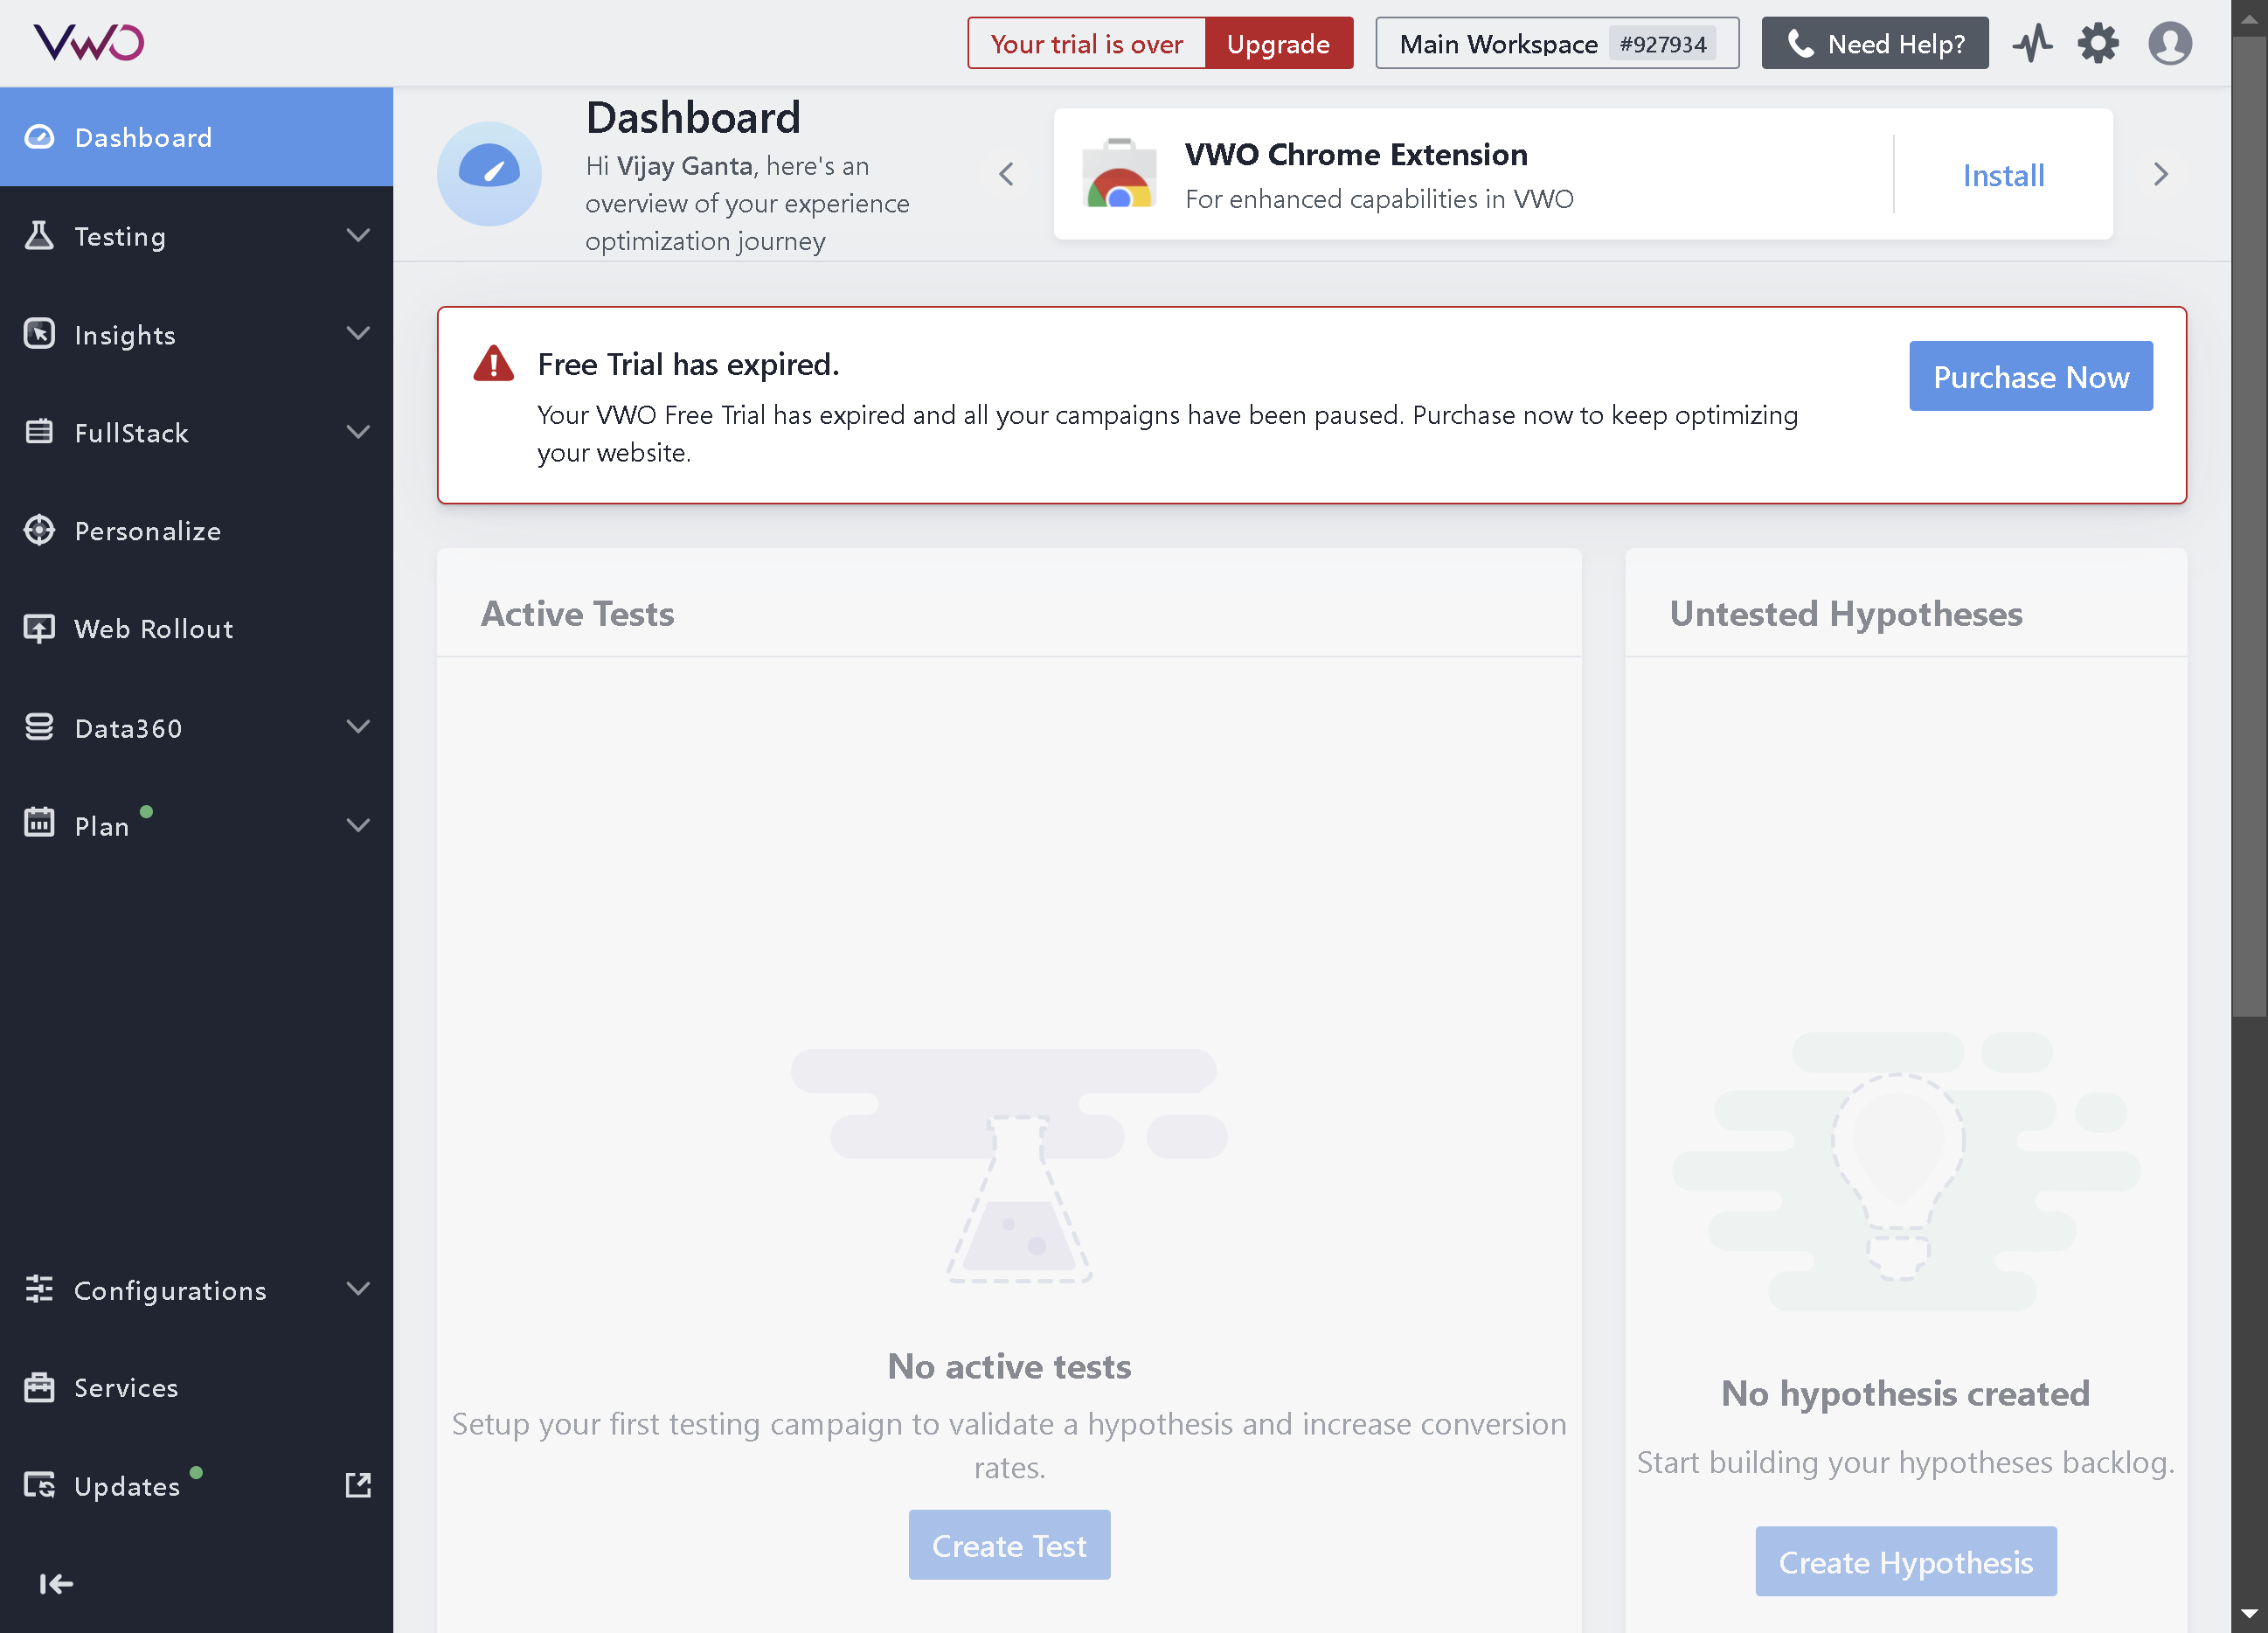 VWO
Your trial is over
Upgrade
Main Workspace #927934
Need Help?
Dashboard
Testing
Insights
FullStack
Personalize
Web Rollout
Data360
Plan
Configurations
Services
Updates
Dashboard
Hi Vijay Ganta, here's an
overview of your experience
optimization journey
VWO Chrome Extension
For enhanced capabilities in VWO
Install
Free Trial has expired.
Your VWO Free Trial has expired and all your campaigns have been paused. Purchase now to keep optimizing
your website.
Purchase Now
Active Tests
No active tests
Setup your first testing campaign to validate a hypothesis and increase conversion
rates.
Create Test
Untested Hypotheses
No hypothesis created
Start building your hypotheses backlog.
Create Hypothesis